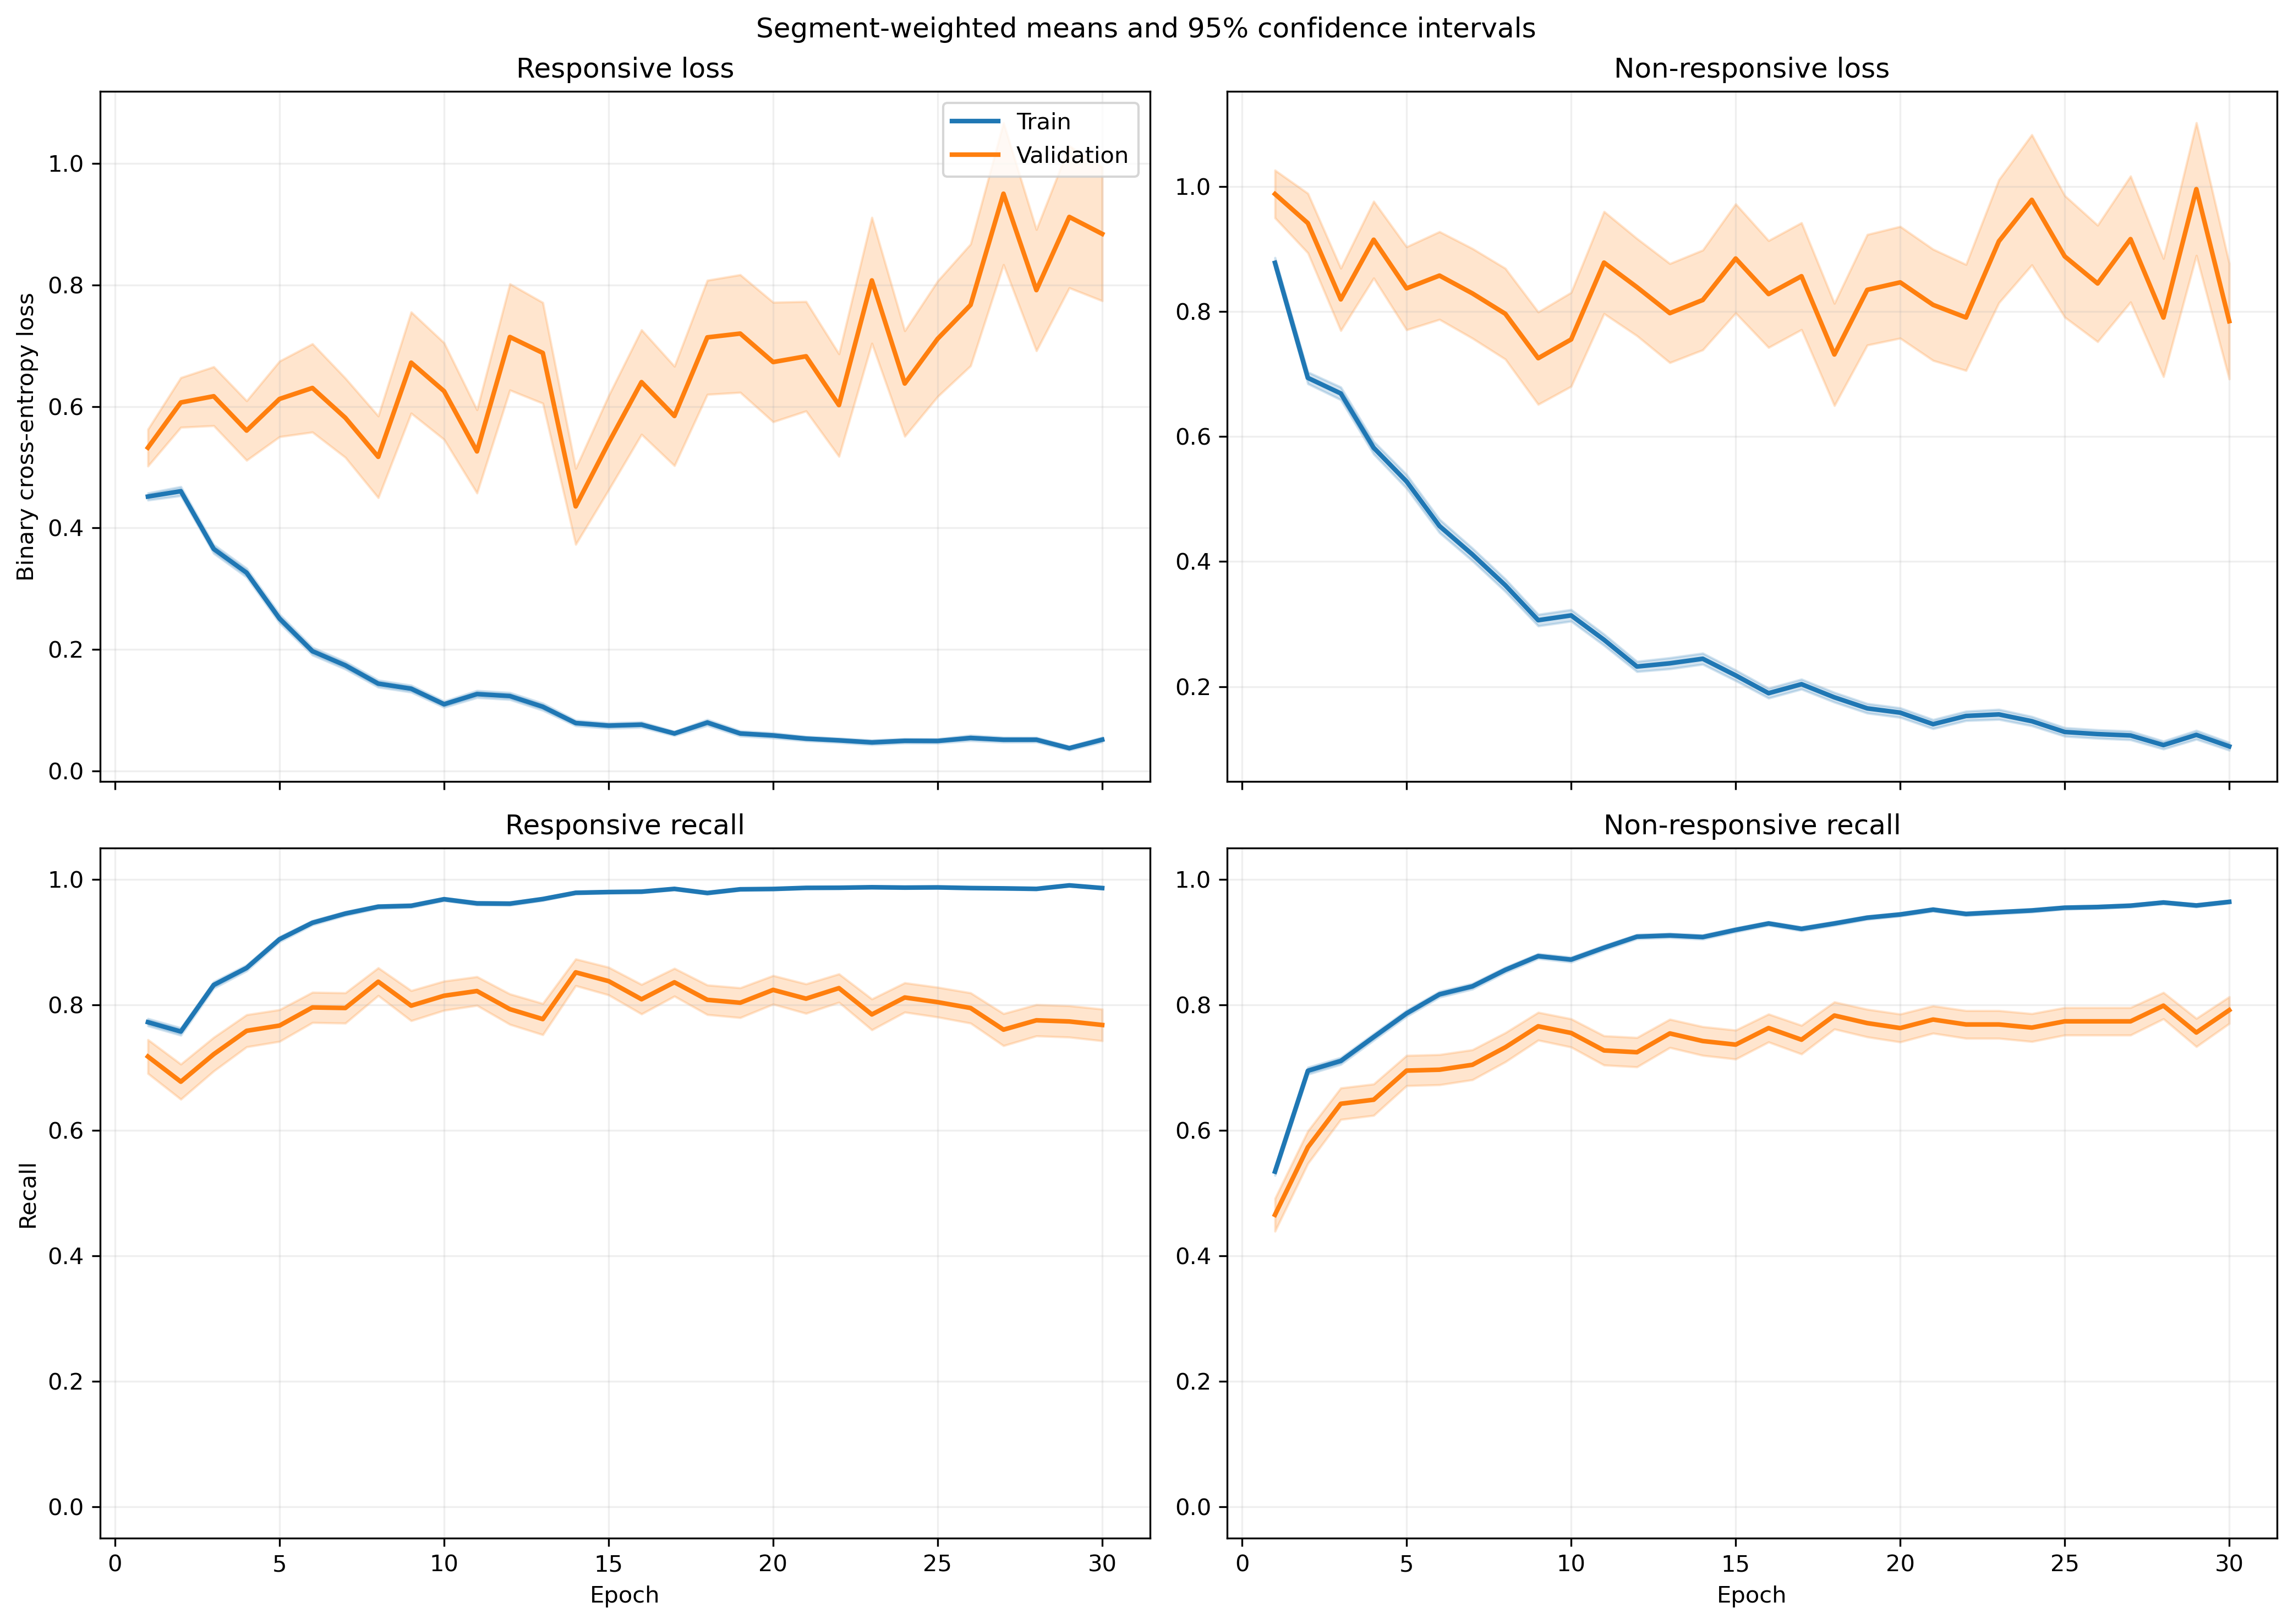 Segment-weighted means and 95% confidence intervals
Responsive loss
Non-responsive loss
Train
Validation
1.0
0.8
0.6
0.4
0.2
0.0
Binary cross-entropy loss
1.0
0.8
0.6
0.4
0.2
Responsive recall
Non-responsive recall
1.0
0.8
0.6
0.4
0.2
0.0
Recall
0 5 10 15 20 25 30
Epoch
1.0
0.8
0.6
0.4
0.2
0.0
0 5 10 15 20 25 30
Epoch